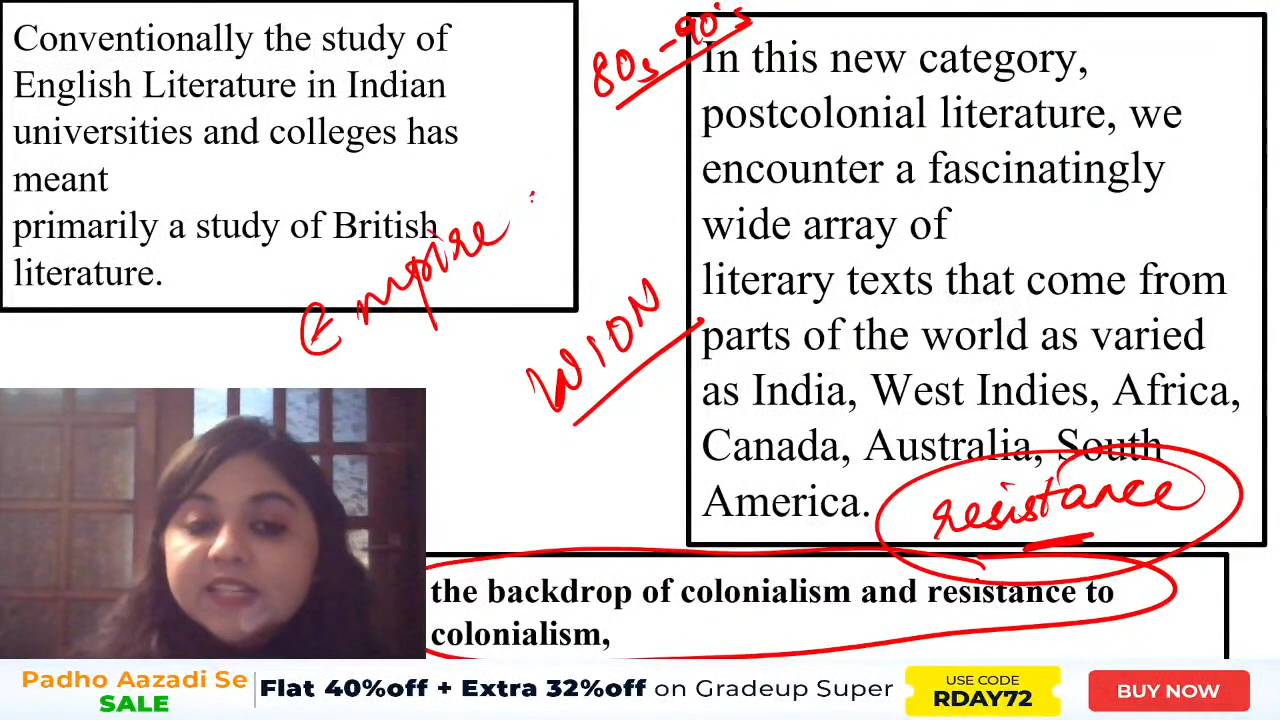 Conventionally the study of
English Literature in Indian
universities and colleges has
meant
primarily a study of British
literature.
Empire
80s-90's
WION
In this new category,
postcolonial literature, we
encounter a fascinatingly
wide array of
literary texts that come from
parts of the world as varied
as India, West Indies, Africa,
Canada, Australia, South
America.
resistance
the backdrop of colonialism and resistance to
colonialism,
Padho Aazadi Se
SALE
Flat 40%off + Extra 32%off on Gradeup Super
USE CODE
RDAY72
BUY NOW